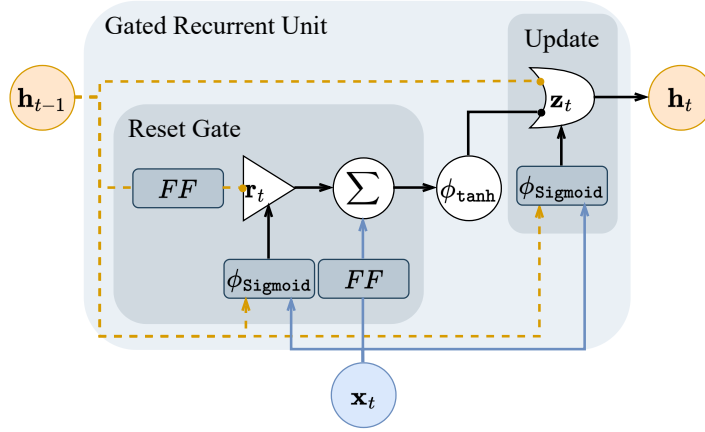 Gated Recurrent Unit
Update
𝐡_{t−1}
𝐳_t
𝐡_t
Reset Gate
FF
𝐫_t
∑
ϕ_tanh
ϕ_Sigmoid
ϕ_Sigmoid
FF
𝐱_t